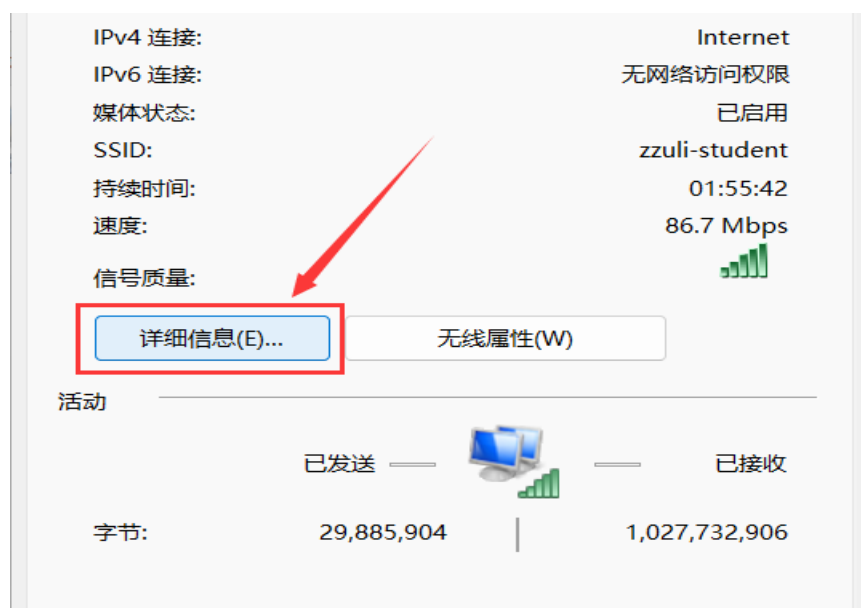 IPv4 连接: Internet
IPv6 连接: 无网络访问权限
媒体状态: 已启用
SSID: zzuli-student
持续时间: 01:55:42
速度: 86.7 Mbps
信号质量:
详细信息(E)... 无线属性(W)
活动
已发送 已接收
字节: 29,885,904 1,027,732,906